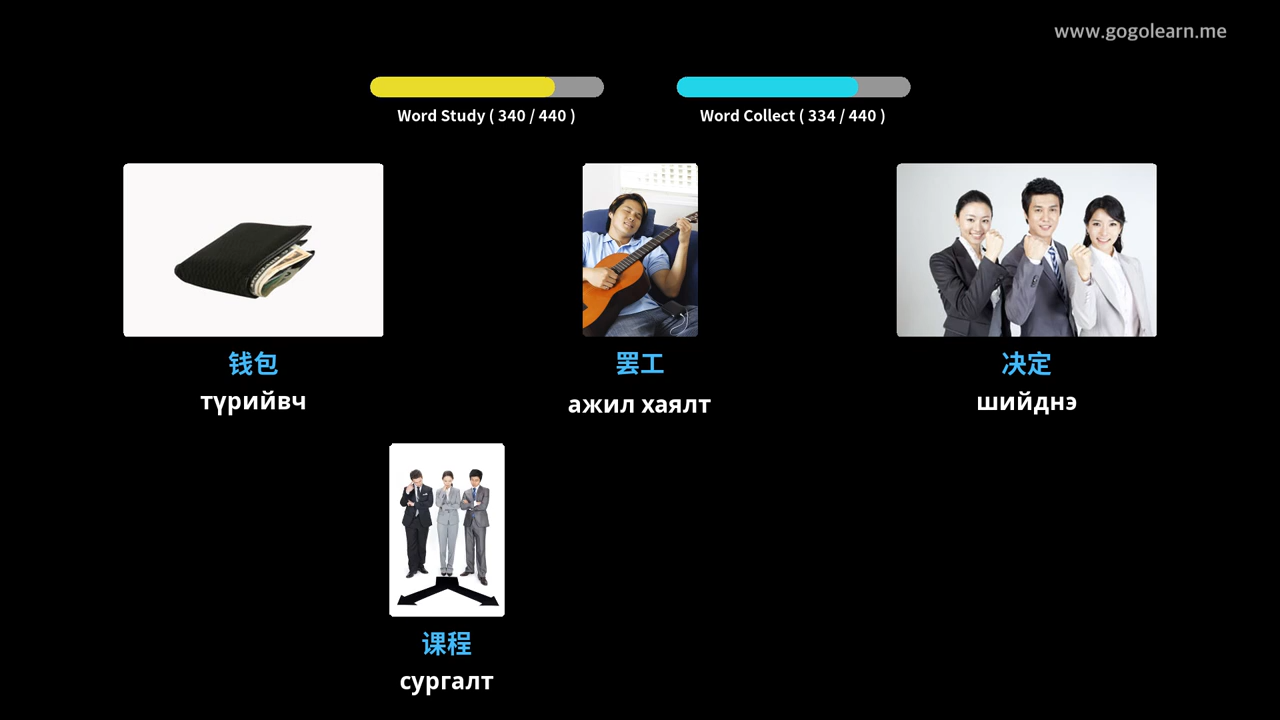 www.gogolearn.me
Word Study ( 340 / 440 )
Word Collect ( 334 / 440 )
钱包
түрийвч
罢工
ажил хаялт
决定
шийднэ
课程
сургалт